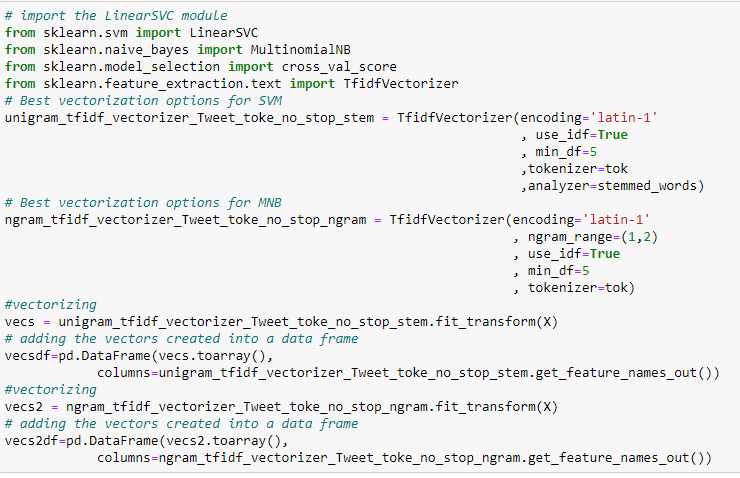 # import the LinearSVC module
from sklearn.svm import LinearSVC
from sklearn.naive_bayes import MultinomialNB
from sklearn.model_selection import cross_val_score
from sklearn.feature_extraction.text import TfidfVectorizer
# Best vectorization options for SVM
unigram_tfidf_vectorizer_Tweet_toke_no_stop_stem = TfidfVectorizer(encoding='latin-1'
, use_idf=True
, min_df=5
,tokenizer=tok
,analyzer=stemmed_words)
# Best vectorization options for MNB
ngram_tfidf_vectorizer_Tweet_toke_no_stop_ngram = TfidfVectorizer(encoding='latin-1'
, ngram_range=(1,2)
, use_idf=True
, min_df=5
, tokenizer=tok)
#vectorizing
vecs = unigram_tfidf_vectorizer_Tweet_toke_no_stop_stem.fit_transform(X)
# adding the vectors created into a data frame
vecsdf=pd.DataFrame(vecs.toarray(),
columns=unigram_tfidf_vectorizer_Tweet_toke_no_stop_stem.get_feature_names_out())
#vectorizing
vecs2 = ngram_tfidf_vectorizer_Tweet_toke_no_stop_ngram.fit_transform(X)
# adding the vectors created into a data frame
vecs2df=pd.DataFrame(vecs2.toarray(),
columns=ngram_tfidf_vectorizer_Tweet_toke_no_stop_ngram.get_feature_names_out())